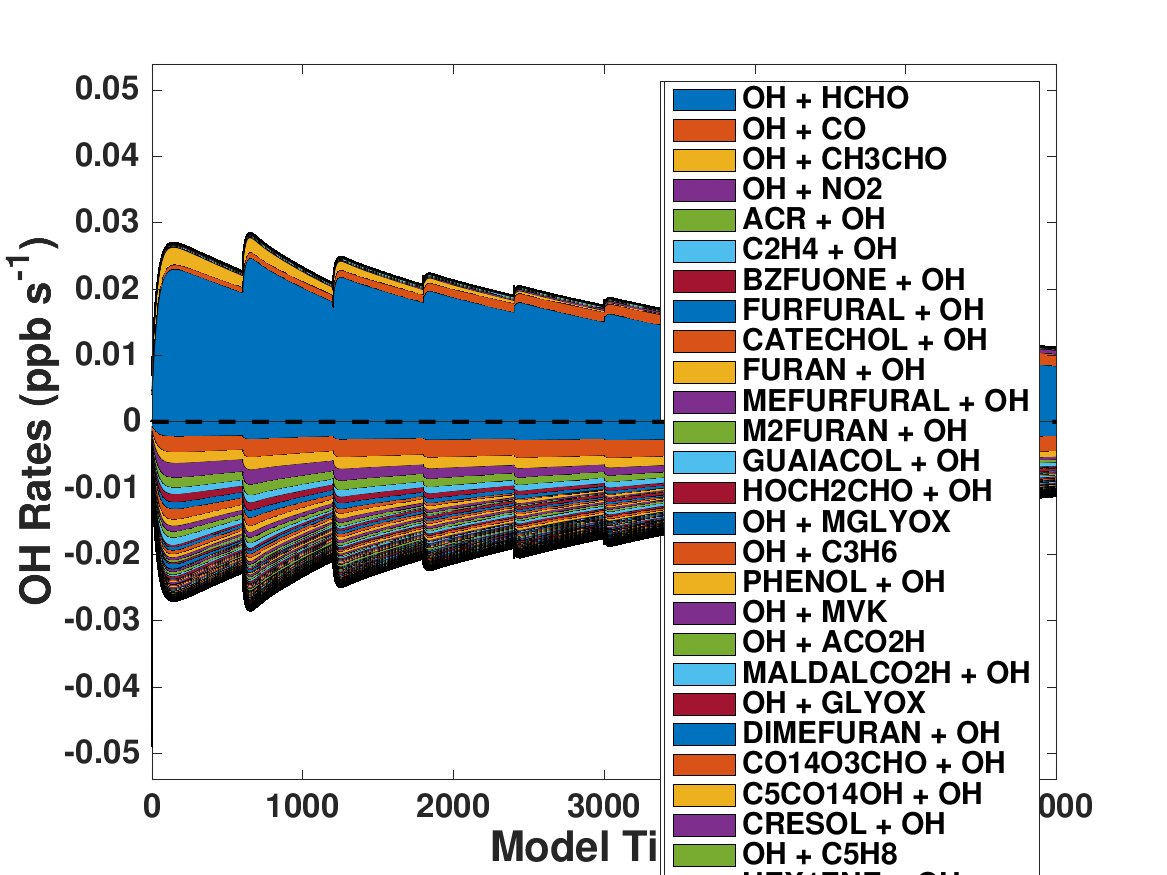 OH Rates (ppb s-1)
0.05
0.04
0.03
0.02
0.01
0
-0.01
-0.02
-0.03
-0.04
-0.05
0
1000
2000
3000
000
Model Ti
OH + HCHO
OH + CO
OH + CH3CHO
OH + NO2
ACR + OH
C2H4 + OH
BZFUONE + OH
FURFURAL + OH
CATECHOL + OH
FURAN + OH
MEFURFURAL + OH
M2FURAN + OH
GUAIACOL + OH
HOCH2CHO + OH
OH + MGLYOX
OH + C3H6
PHENOL + OH
OH + MVK
OH + ACO2H
MALDALCO2H + OH
OH + GLYOX
DIMEFURAN + OH
CO14O3CHO + OH
C5CO14OH + OH
CRESOL + OH
OH + C5H8